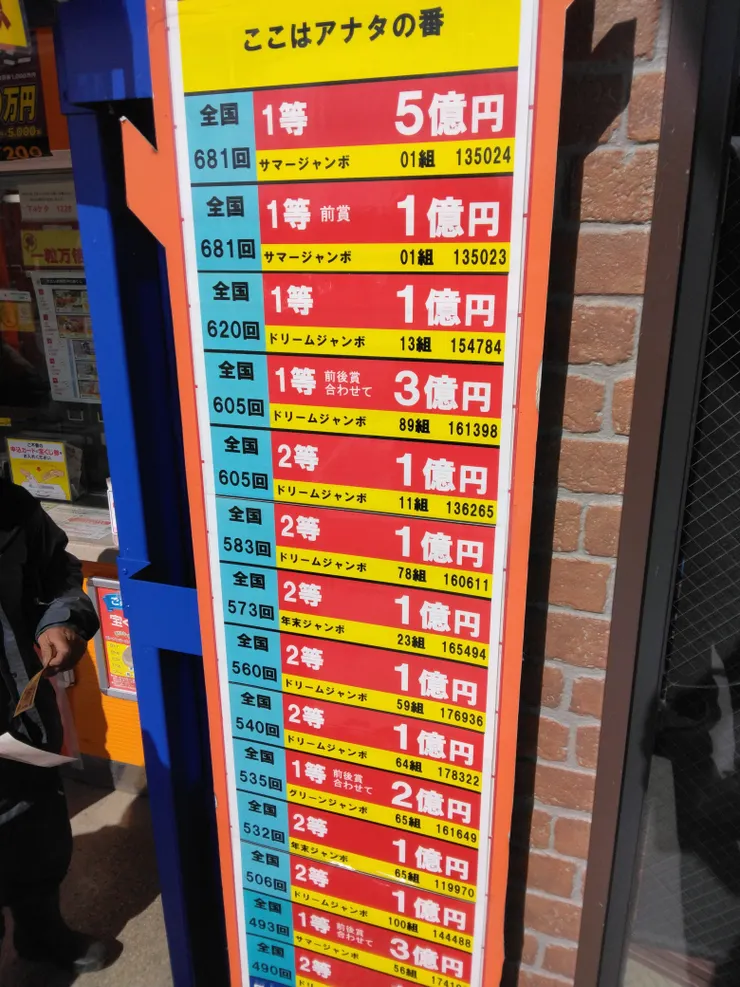 ここはアナタの番
全国 1等 5億円
681回 サマージャンボ 01組 135024
全国 1等 前賞 1億円
681回 サマージャンボ 01組 135023
全国 1等 1億円
620回 ドリームジャンボ 13組 154784
全国 1等 前後賞合わせて 3億円
605回 ドリームジャンボ 89組 161398
全国 2等 1億円
605回 ドリームジャンボ 11組 136265
全国 2等 1億円
583回 ドリームジャンボ 78組 160611
全国 2等 1億円
573回 年末ジャンボ 23組 165494
全国 2等 1億円
560回 ドリームジャンボ 59組 176936
全国 2等 1億円
540回 ドリームジャンボ 64組 178322
全国 1等 前後賞合わせて 2億円
535回 グリーンジャンボ 65組 161649
全国 2等 1億円
532回 年末ジャンボ 65組 119970
全国 2等 1億円
506回 ドリームジャンボ 100組 144488
全国 1等 前後賞合わせて 3億円
493回 サマージャンボ 56組
全国 2等 1億円
490回
万円
一粒万倍